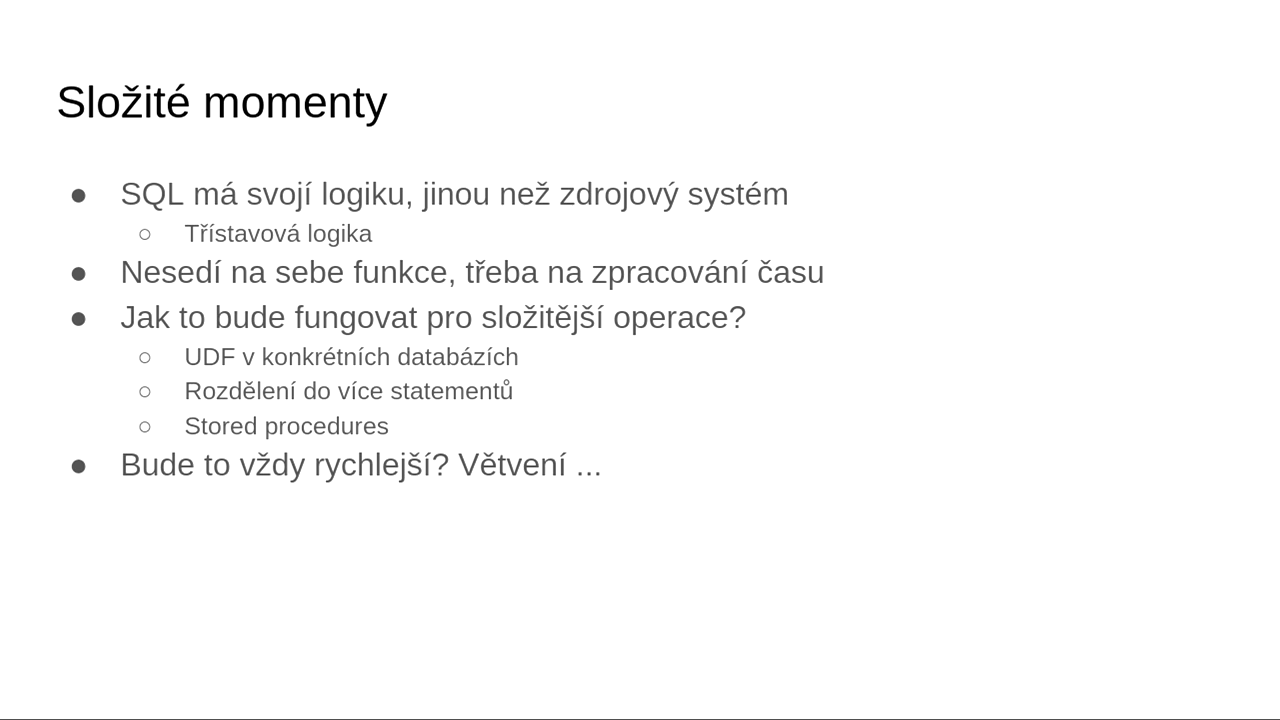 Složité momenty
● SQL má svojí logiku, jinou než zdrojový systém
○ Třístavová logika
● Nesedí na sebe funkce, třeba na zpracování času
● Jak to bude fungovat pro složitější operace?
○ UDF v konkrétních databázích
○ Rozdělení do více statementů
○ Stored procedures
● Bude to vždy rychlejší? Větvení ...